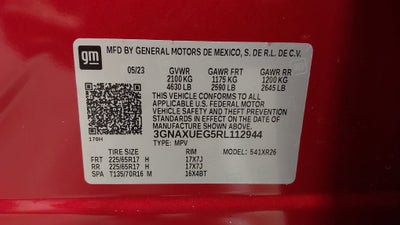 gm
MFD BY GENERAL MOTORS DE MEXICO, S. DE R.L. DE C.V.
05/23 GVWR GAWR FRT GAWR RR
2100 KG 1175 KG 1200 KG
4630 LB 2590 LB 2645 LB
THIS VEHICLE CONFORMS TO ALL
APPLICABLE U.S. FEDERAL MOTOR
VEHICLE SAFETY AND THEFT PREVENTION
STANDARDS IN EFFECT ON THE DATE
OF MANUFACTURE SHOWN ABOVE.
3GNAXUEG5RL112944
170H TYPE: MPV MODEL: 541XR26
TIRE SIZE RIM
FRT 225/65R17 H 17X7J
RR 225/65R17 H 17X7J
SPA T135/70R16 M 16X4BT